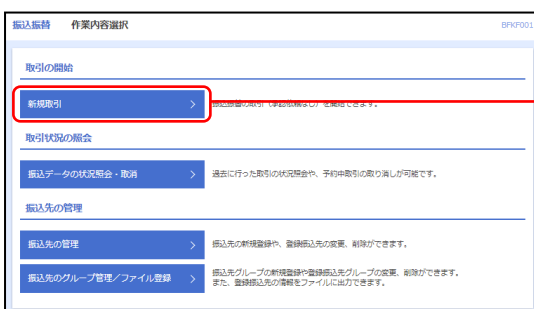 振込振替 作業内容選択 BFKF001
取引の開始
新規取引
振込振替の取引（承認依頼なし）を開始できます。
取引状況の照会
振込データの状況照会・取消 過去に行った取引の状況照会や、予約中取引の取り消しが可能です。
振込先の管理
振込先の管理 振込先の新規登録や、登録振込先の変更、削除ができます。
振込先のグループ管理／ファイル登録 振込先グループの新規登録や登録振込先グループの変更、削除ができます。
また、登録振込先の情報をファイルに出力できます。